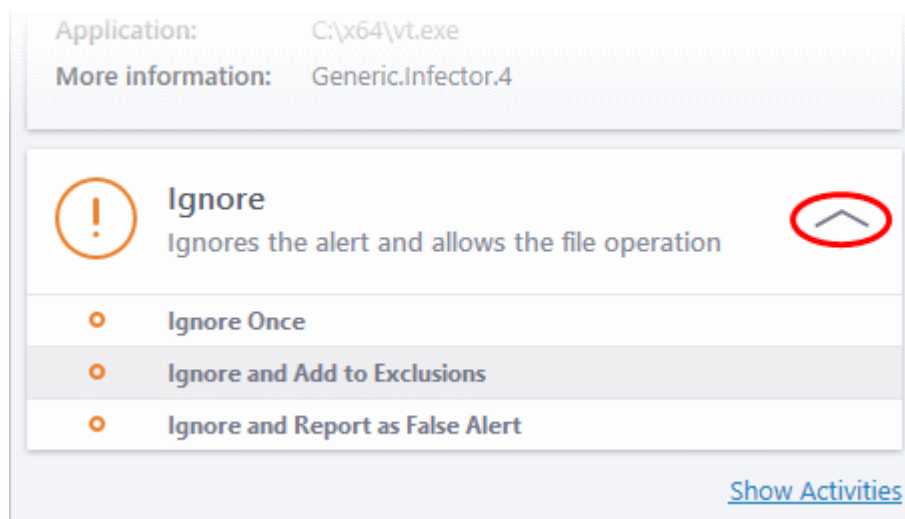 Application: C:\x64\vt.exe
More information: Generic.Infector.4
Ignore
Ignores the alert and allows the file operation
Ignore Once
Ignore and Add to Exclusions
Ignore and Report as False Alert
Show Activities